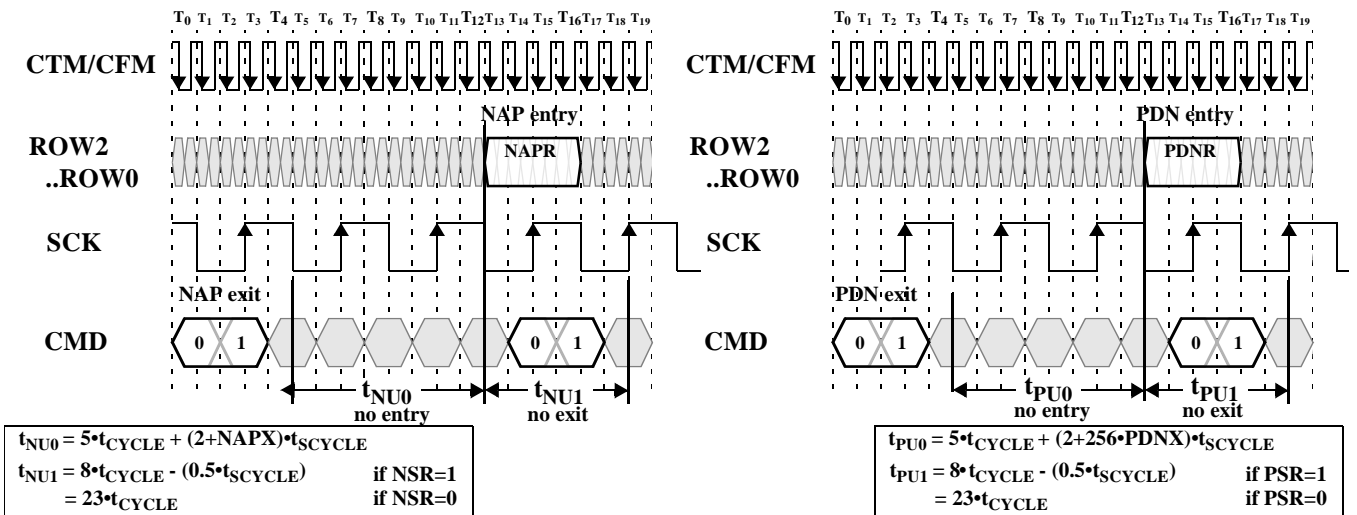 T0 T1 T2 T3 T4 T5 T6 T7 T8 T9 T10 T11 T12 T13 T14 T15 T16 T17 T18 T19
CTM/CFM
NAP entry
ROW2
..ROW0
NAPR
SCK
NAP exit
CMD
0 1 0 1
tNU0 tNU1
no entry no exit
tNU0 = 5•tCYCLE + (2+NAPX)•tSCYCLE
tNU1 = 8•tCYCLE - (0.5•tSCYCLE) if NSR=1
= 23•tCYCLE if NSR=0
T0 T1 T2 T3 T4 T5 T6 T7 T8 T9 T10 T11 T12 T13 T14 T15 T16 T17 T18 T19
CTM/CFM
PDN entry
ROW2
..ROW0
PDNR
SCK
PDN exit
CMD
0 1 0 1
tPU0 tPU1
no entry no exit
tPU0 = 5•tCYCLE + (2+256•PDNX)•tSCYCLE
tPU1 = 8•tCYCLE - (0.5•tSCYCLE) if PSR=1
= 23•tCYCLE if PSR=0